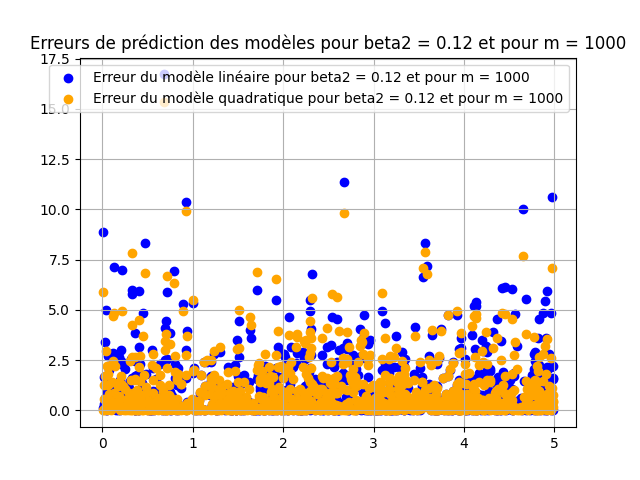 Erreurs de prédiction des modèles pour beta2 = 0.12 et pour m = 1000
17.5
Erreur du modèle linéaire pour beta2 = 0.12 et pour m = 1000
Erreur du modèle quadratique pour beta2 = 0.12 et pour m = 1000
15.0
12.5
10.0
7.5
5.0
2.5
0.0
0 1 2 3 4 5